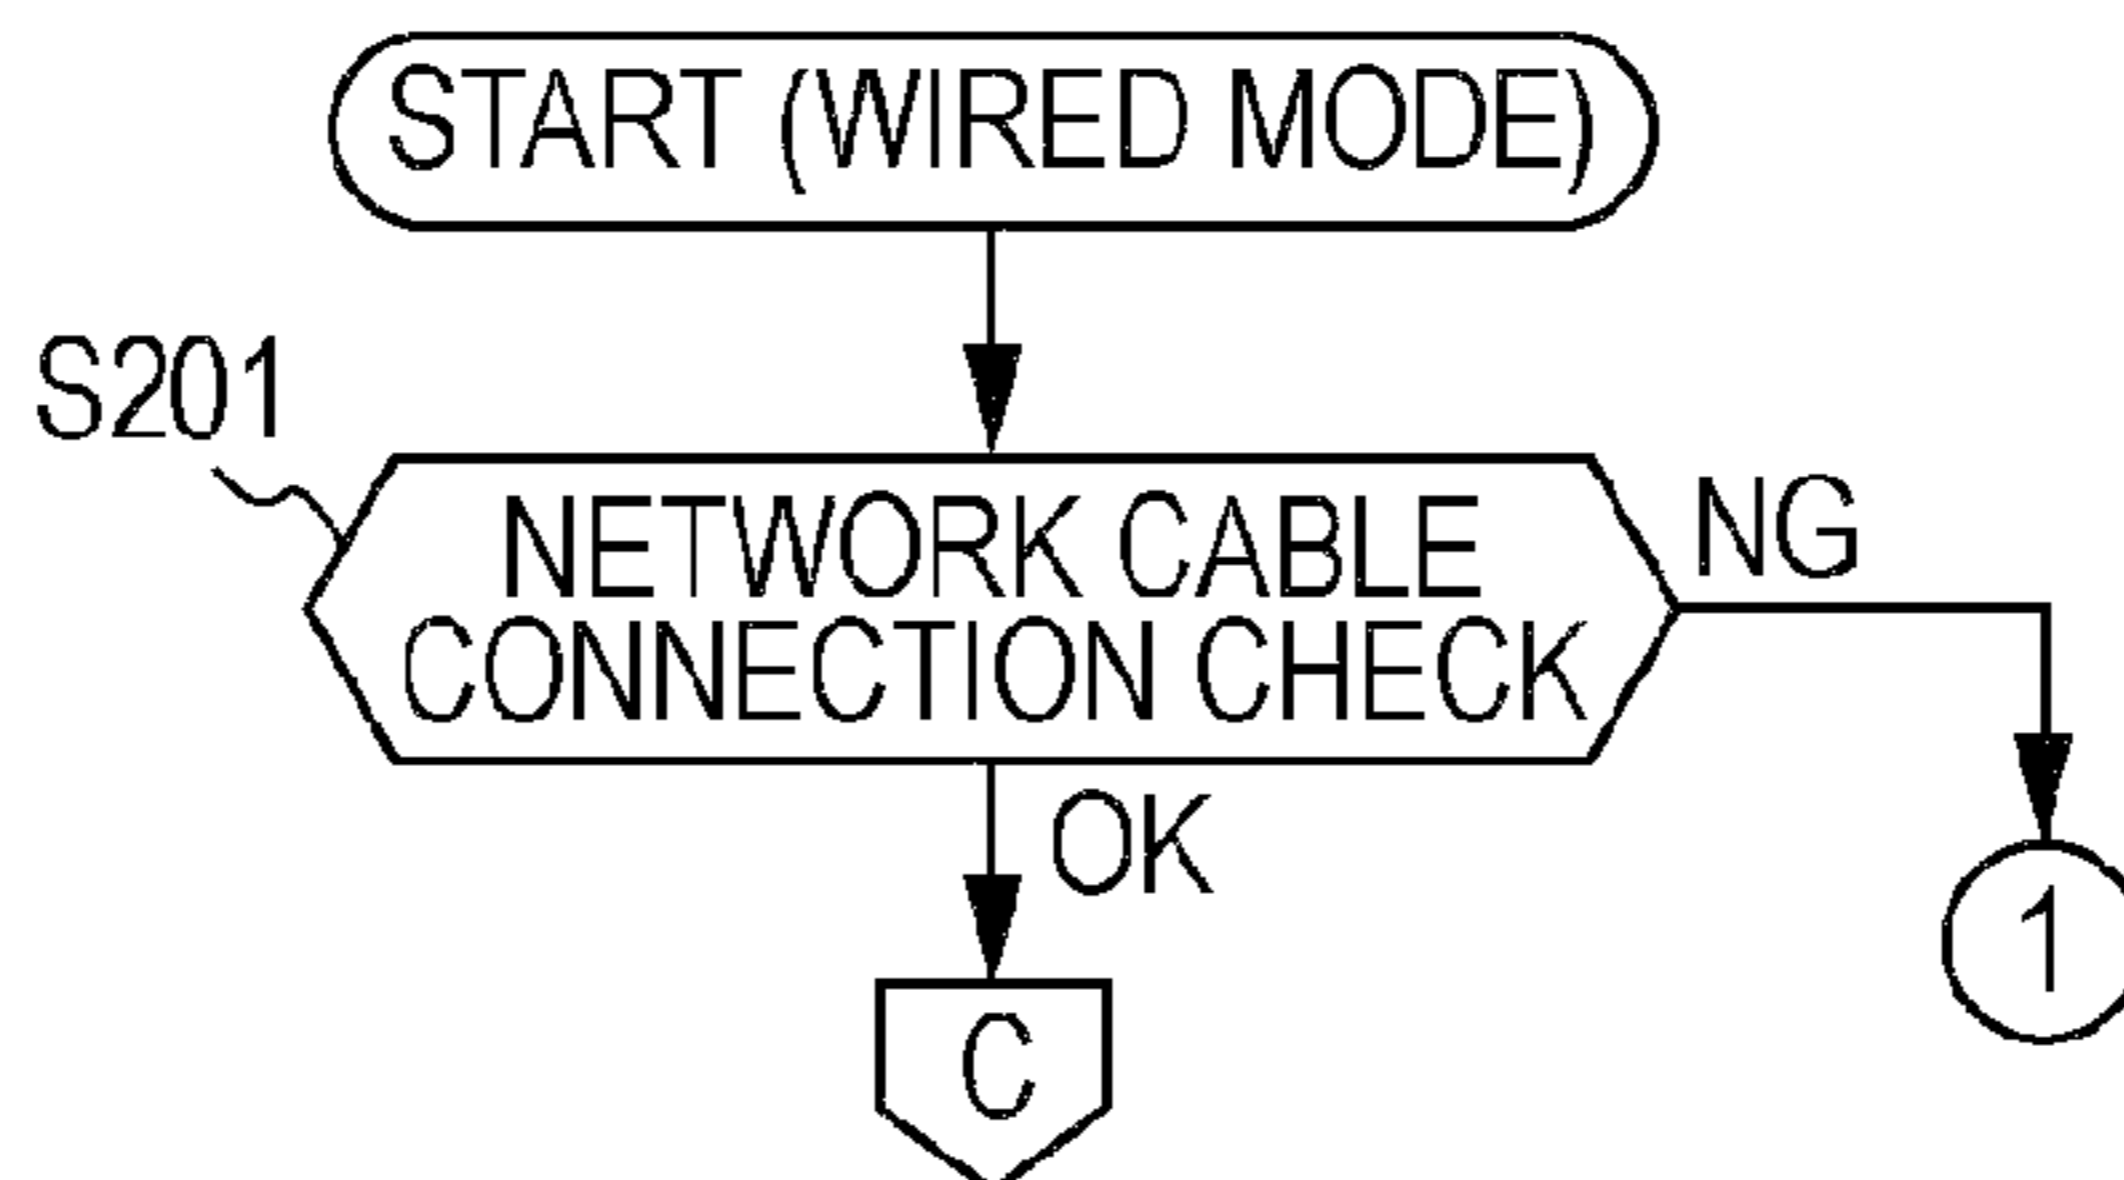 START (WIRED MODE)
S201
NETWORK CABLE
CONNECTION CHECK
NG
OK
1
C